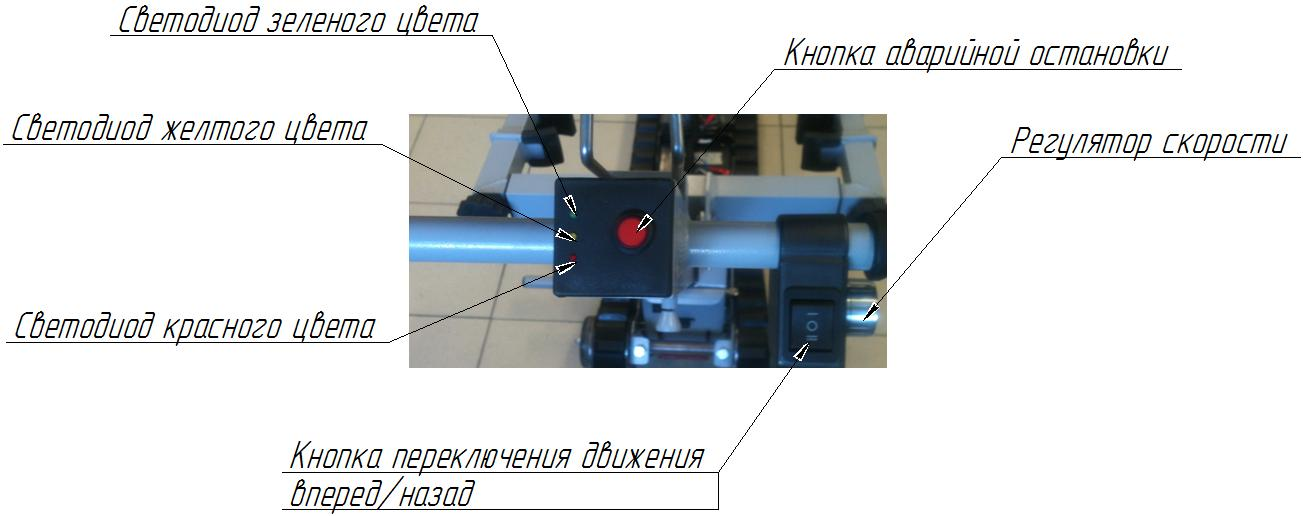 Светодиод зеленого цвета
Кнопка аварийной остановки
Светодиод желтого цвета
Регулятор скорости
Светодиод красного цвета
Кнопка переключения движения
вперед/назад